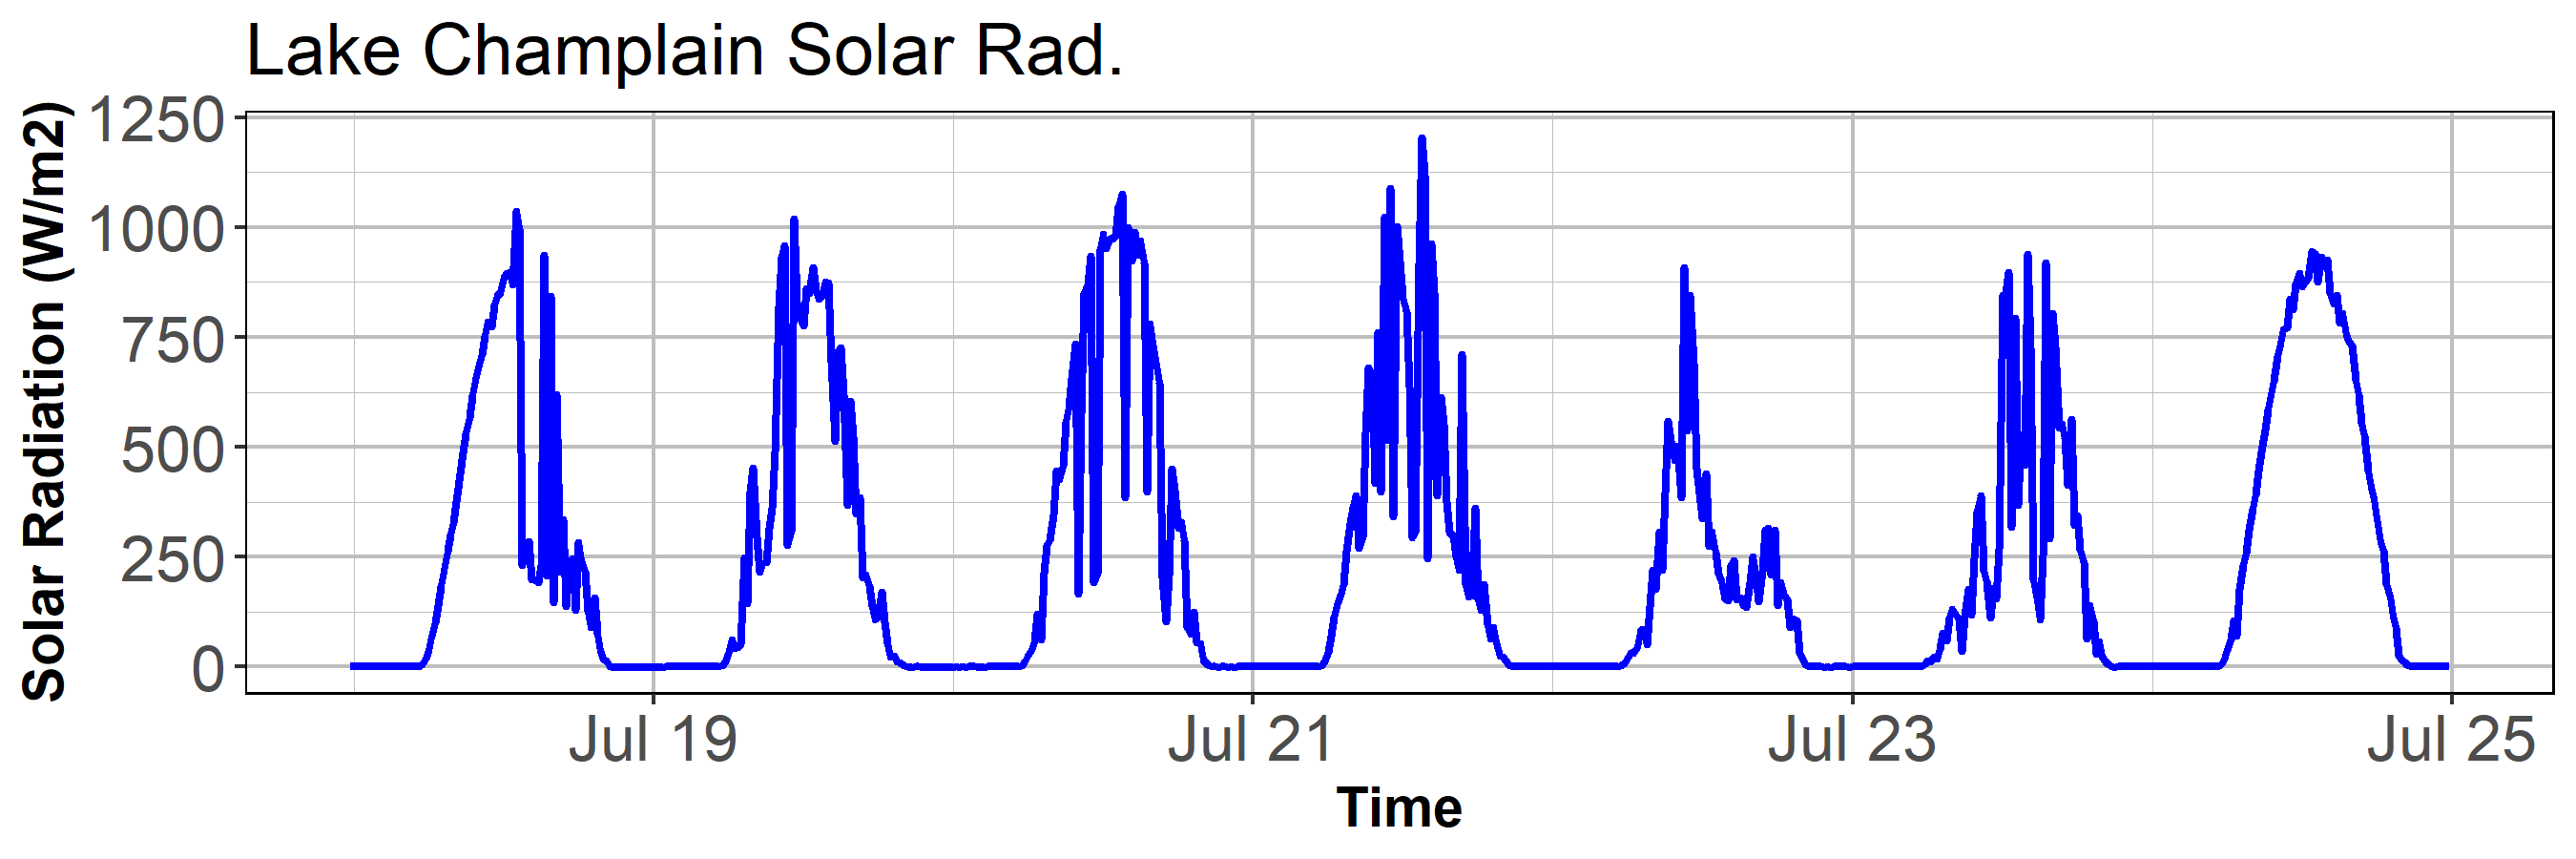 Lake Champlain Solar Rad.
Solar Radiation (W/m2)
1250
1000
750
500
250
0
Jul 19
Jul 21
Jul 23
Jul 25
Time